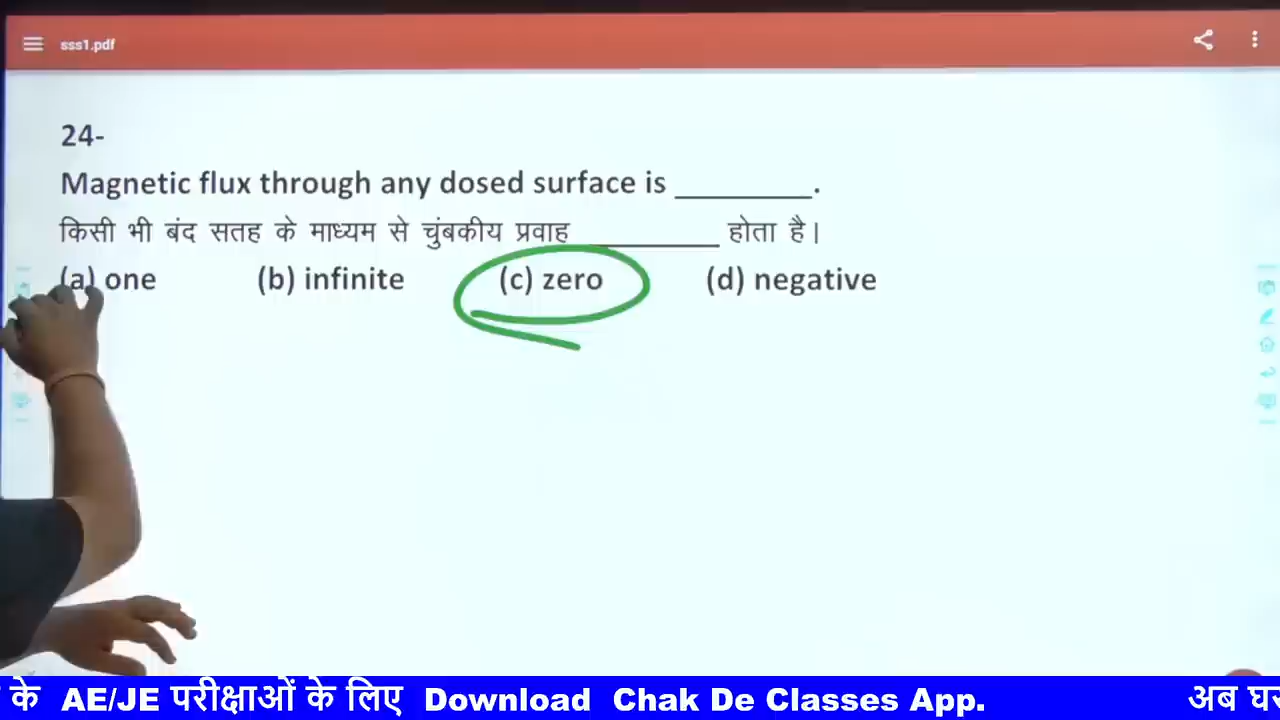 sss1.pdf
24-
Magnetic flux through any dosed surface is _________.
किसी भी बंद सतह के माध्यम से चुंबकीय प्रवाह _________ होता है|
(a) one (b) infinite (c) zero (d) negative
के AE/JE परीक्षाओं के लिए Download Chak De Classes App. अब घर